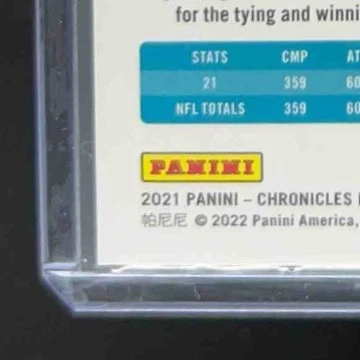 for the tying and winni
STATS CMP AT
21 359 60
NFL TOTALS 359 60
PANINI
2021 PANINI – CHRONICLES
帕尼尼 © 2022 Panini America,